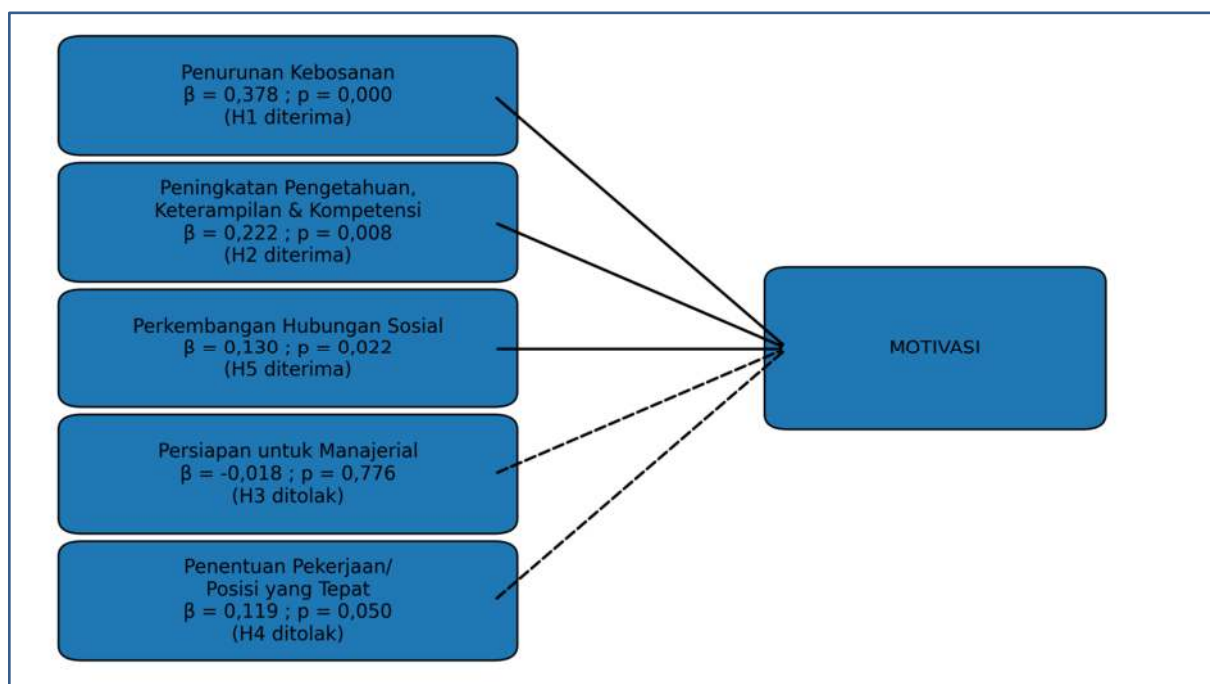 Penurunan Kebosanan
β = 0,378 ; p = 0,000
(H1 diterima)
Peningkatan Pengetahuan,
Keterampilan & Kompetensi
β = 0,222 ; p = 0,008
(H2 diterima)
Perkembangan Hubungan Sosial
β = 0,130 ; p = 0,022
(H5 diterima)
Persiapan untuk Manajerial
β = -0,018 ; p = 0,776
(H3 ditolak)
Penentuan Pekerjaan/
Posisi yang Tepat
β = 0,119 ; p = 0,050
(H4 ditolak)
MOTIVASI